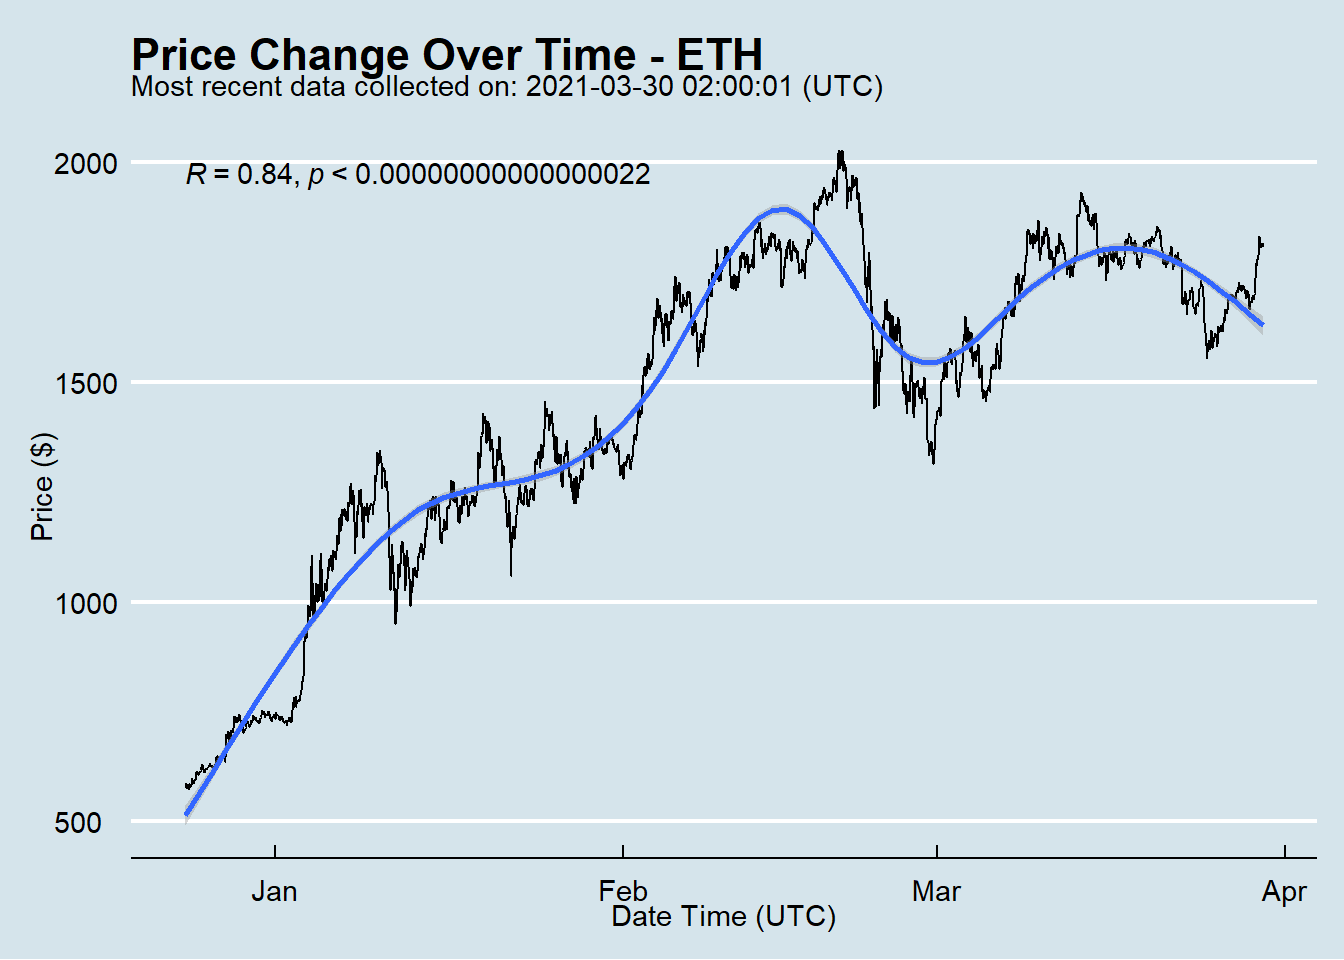 Price Change Over Time - ETH
Most recent data collected on: 2021-03-30 02:00:01 (UTC)
R = 0.84, p < 0.00000000000000022
2000
1500
1000
500
Price ($)
Jan Feb Mar Apr
Date Time (UTC)